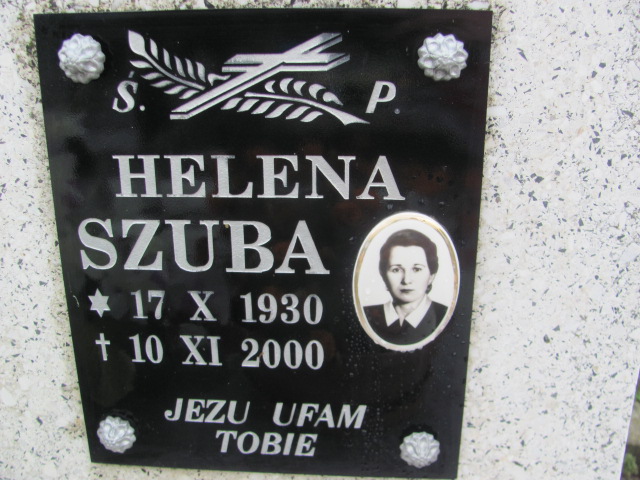 Ś. P.
HELENA
SZUBA
* 17 X 1930
† 10 XI 2000
JEZU UFAM
TOBIE